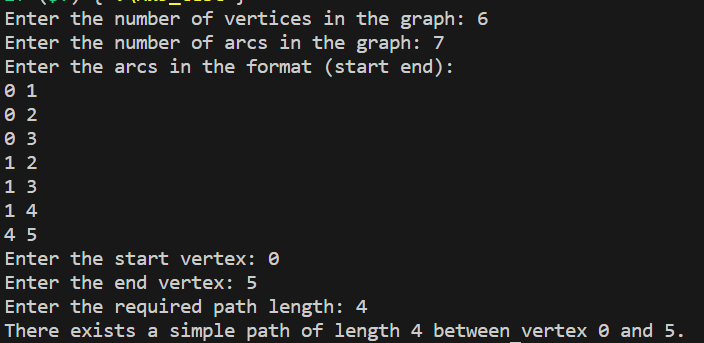 Enter the number of vertices in the graph: 6
Enter the number of arcs in the graph: 7
Enter the arcs in the format (start end):
0 1
0 2
0 3
1 2
1 3
1 4
4 5
Enter the start vertex: 0
Enter the end vertex: 5
Enter the required path length: 4
There exists a simple path of length 4 between vertex 0 and 5.